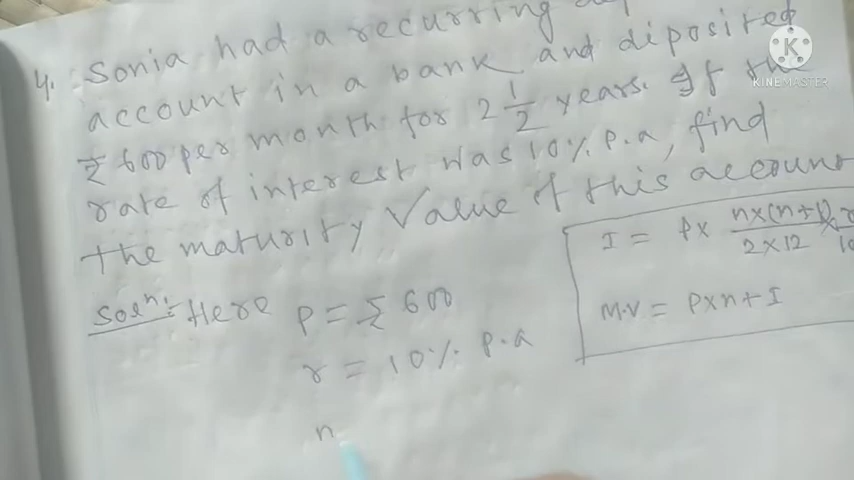 4. Sonia had a recurring
account in a bank and diposited
₹ 600 per month for 2 1/2 years. If the
rate of interest was 10% p.a, find
the maturity value of this account
I = P× n×(n+1)/2×12 ×
M.V = P×n+I
Soln:- Here P = ₹ 600
r = 10% p.a
n
K
KINEMASTER